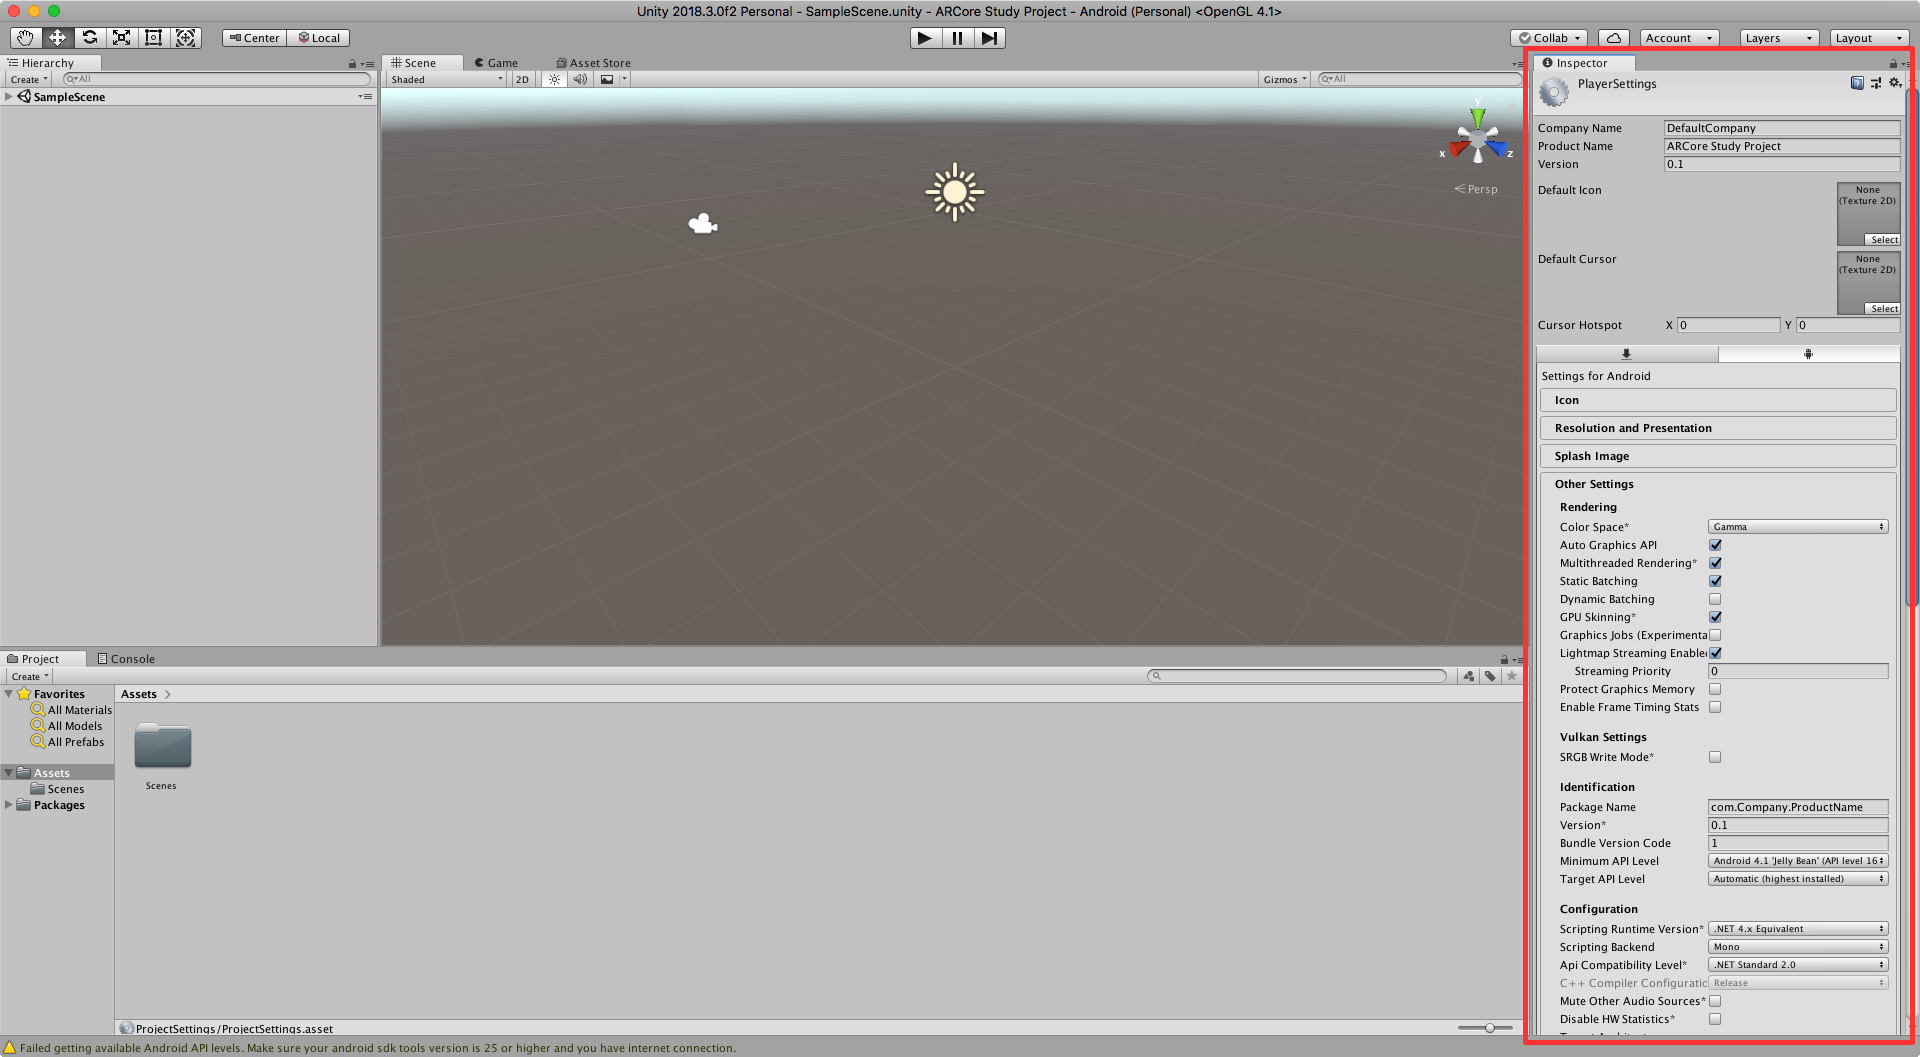 Unity 2018.3.0f2 Personal - SampleScene.unity - ARCore Study Project - Android (Personal) <OpenGL 4.1>
Center Local Collab Account Layers Layout
Hierarchy
Create All
SampleScene
Scene Game Asset Store
Shaded 2D Gizmos All
y
x z
Persp
Inspector
PlayerSettings
Company Name DefaultCompany
Product Name ARCore Study Project
Version 0.1
Default Icon None
(Texture 2D)
Select
Default Cursor None
(Texture 2D)
Select
Cursor Hotspot X 0 Y 0
Settings for Android
Icon
Resolution and Presentation
Splash Image
Other Settings
Rendering
Color Space* Gamma
Auto Graphics API
Multithreaded Rendering*
Static Batching
Dynamic Batching
GPU Skinning*
Graphics Jobs (Experimenta
Lightmap Streaming Enable
Streaming Priority 0
Protect Graphics Memory
Enable Frame Timing Stats
Vulkan Settings
SRGB Write Mode*
Identification
Package Name com.Company.ProductName
Version* 0.1
Bundle Version Code 1
Minimum API Level Android 4.1 'Jelly Bean' (API level 16
Target API Level Automatic (highest installed)
Configuration
Scripting Runtime Version* .NET 4.x Equivalent
Scripting Backend Mono
Api Compatibility Level* .NET Standard 2.0
C++ Compiler Configuratic Release
Mute Other Audio Sources*
Disable HW Statistics*
Project Console
Create
Favorites
All Materials
All Models
All Prefabs
Assets
Scenes
Packages
Assets
Scenes
ProjectSettings/ProjectSettings.asset
Failed getting available Android API levels. Make sure your android sdk tools version is 25 or higher and you have internet connection.